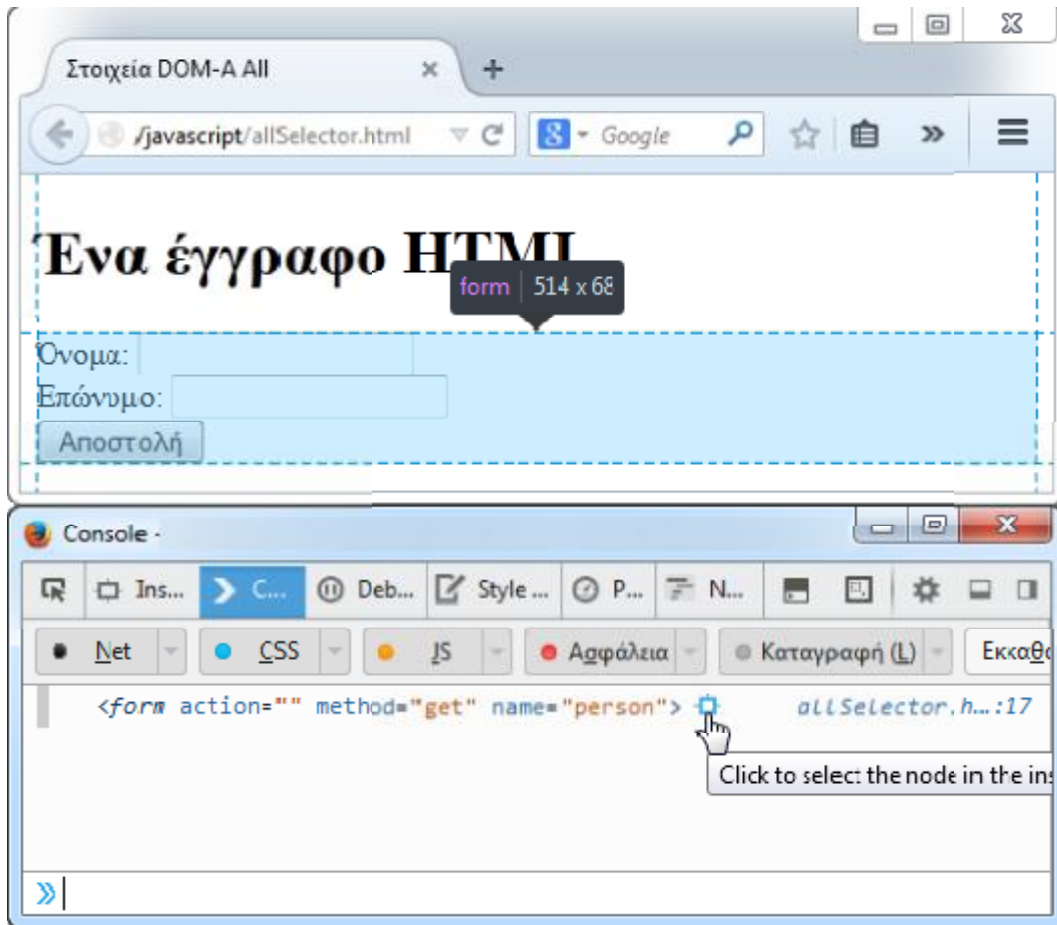 Στοιχεία DOM-A All
/javascript/allSelector.html Google
Ένα έγγραφο HTML
form 514 x 68
Όνομα:
Επώνυμο:
Αποστολή
Console -
Ins... C... Deb... Style ... P... N...
Net CSS JS Ασφάλεια Καταγραφή (L) Εκκαθα
<form action="" method="get" name="person"> allSelector.h…:17
Click to select the node in the ins